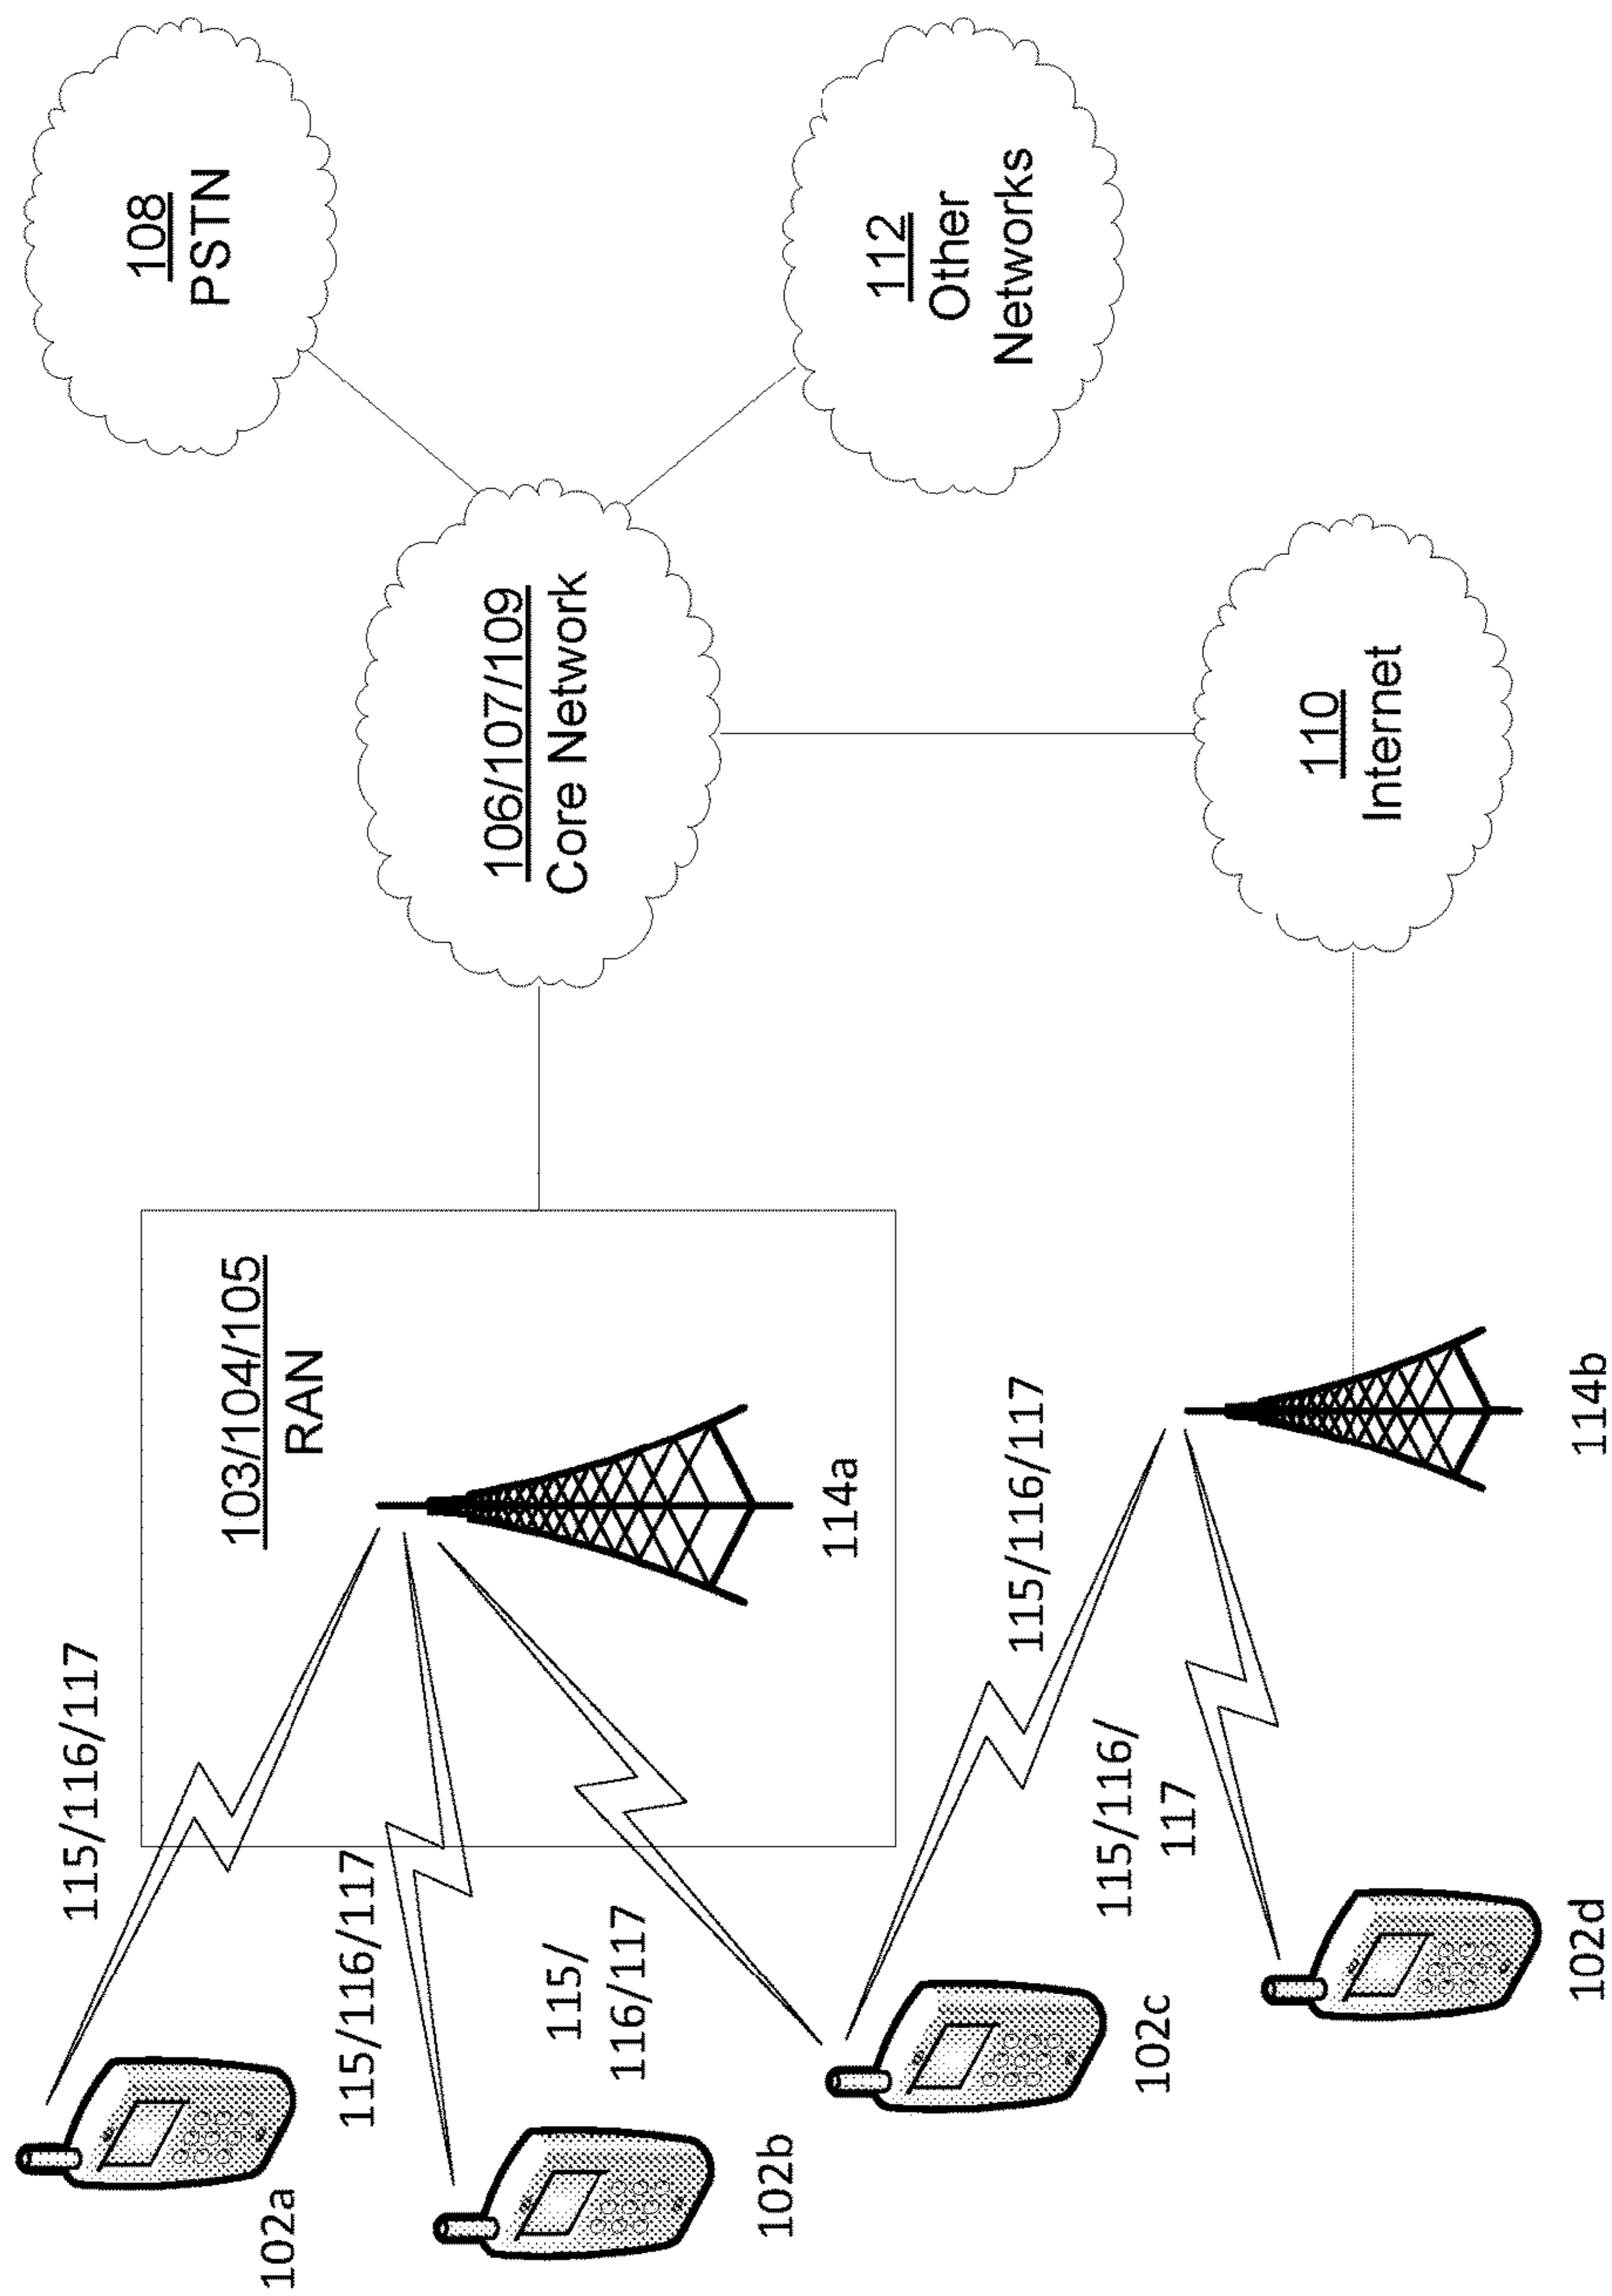 102a
115/116/117
103/104/105
RAN
106/107/109
Core Network
108
PSTN
102b
115/116/117
115/
116/117
114a
112
Other
Networks
102c
115/116/117
115/116/
117
110
Internet
102d
114b